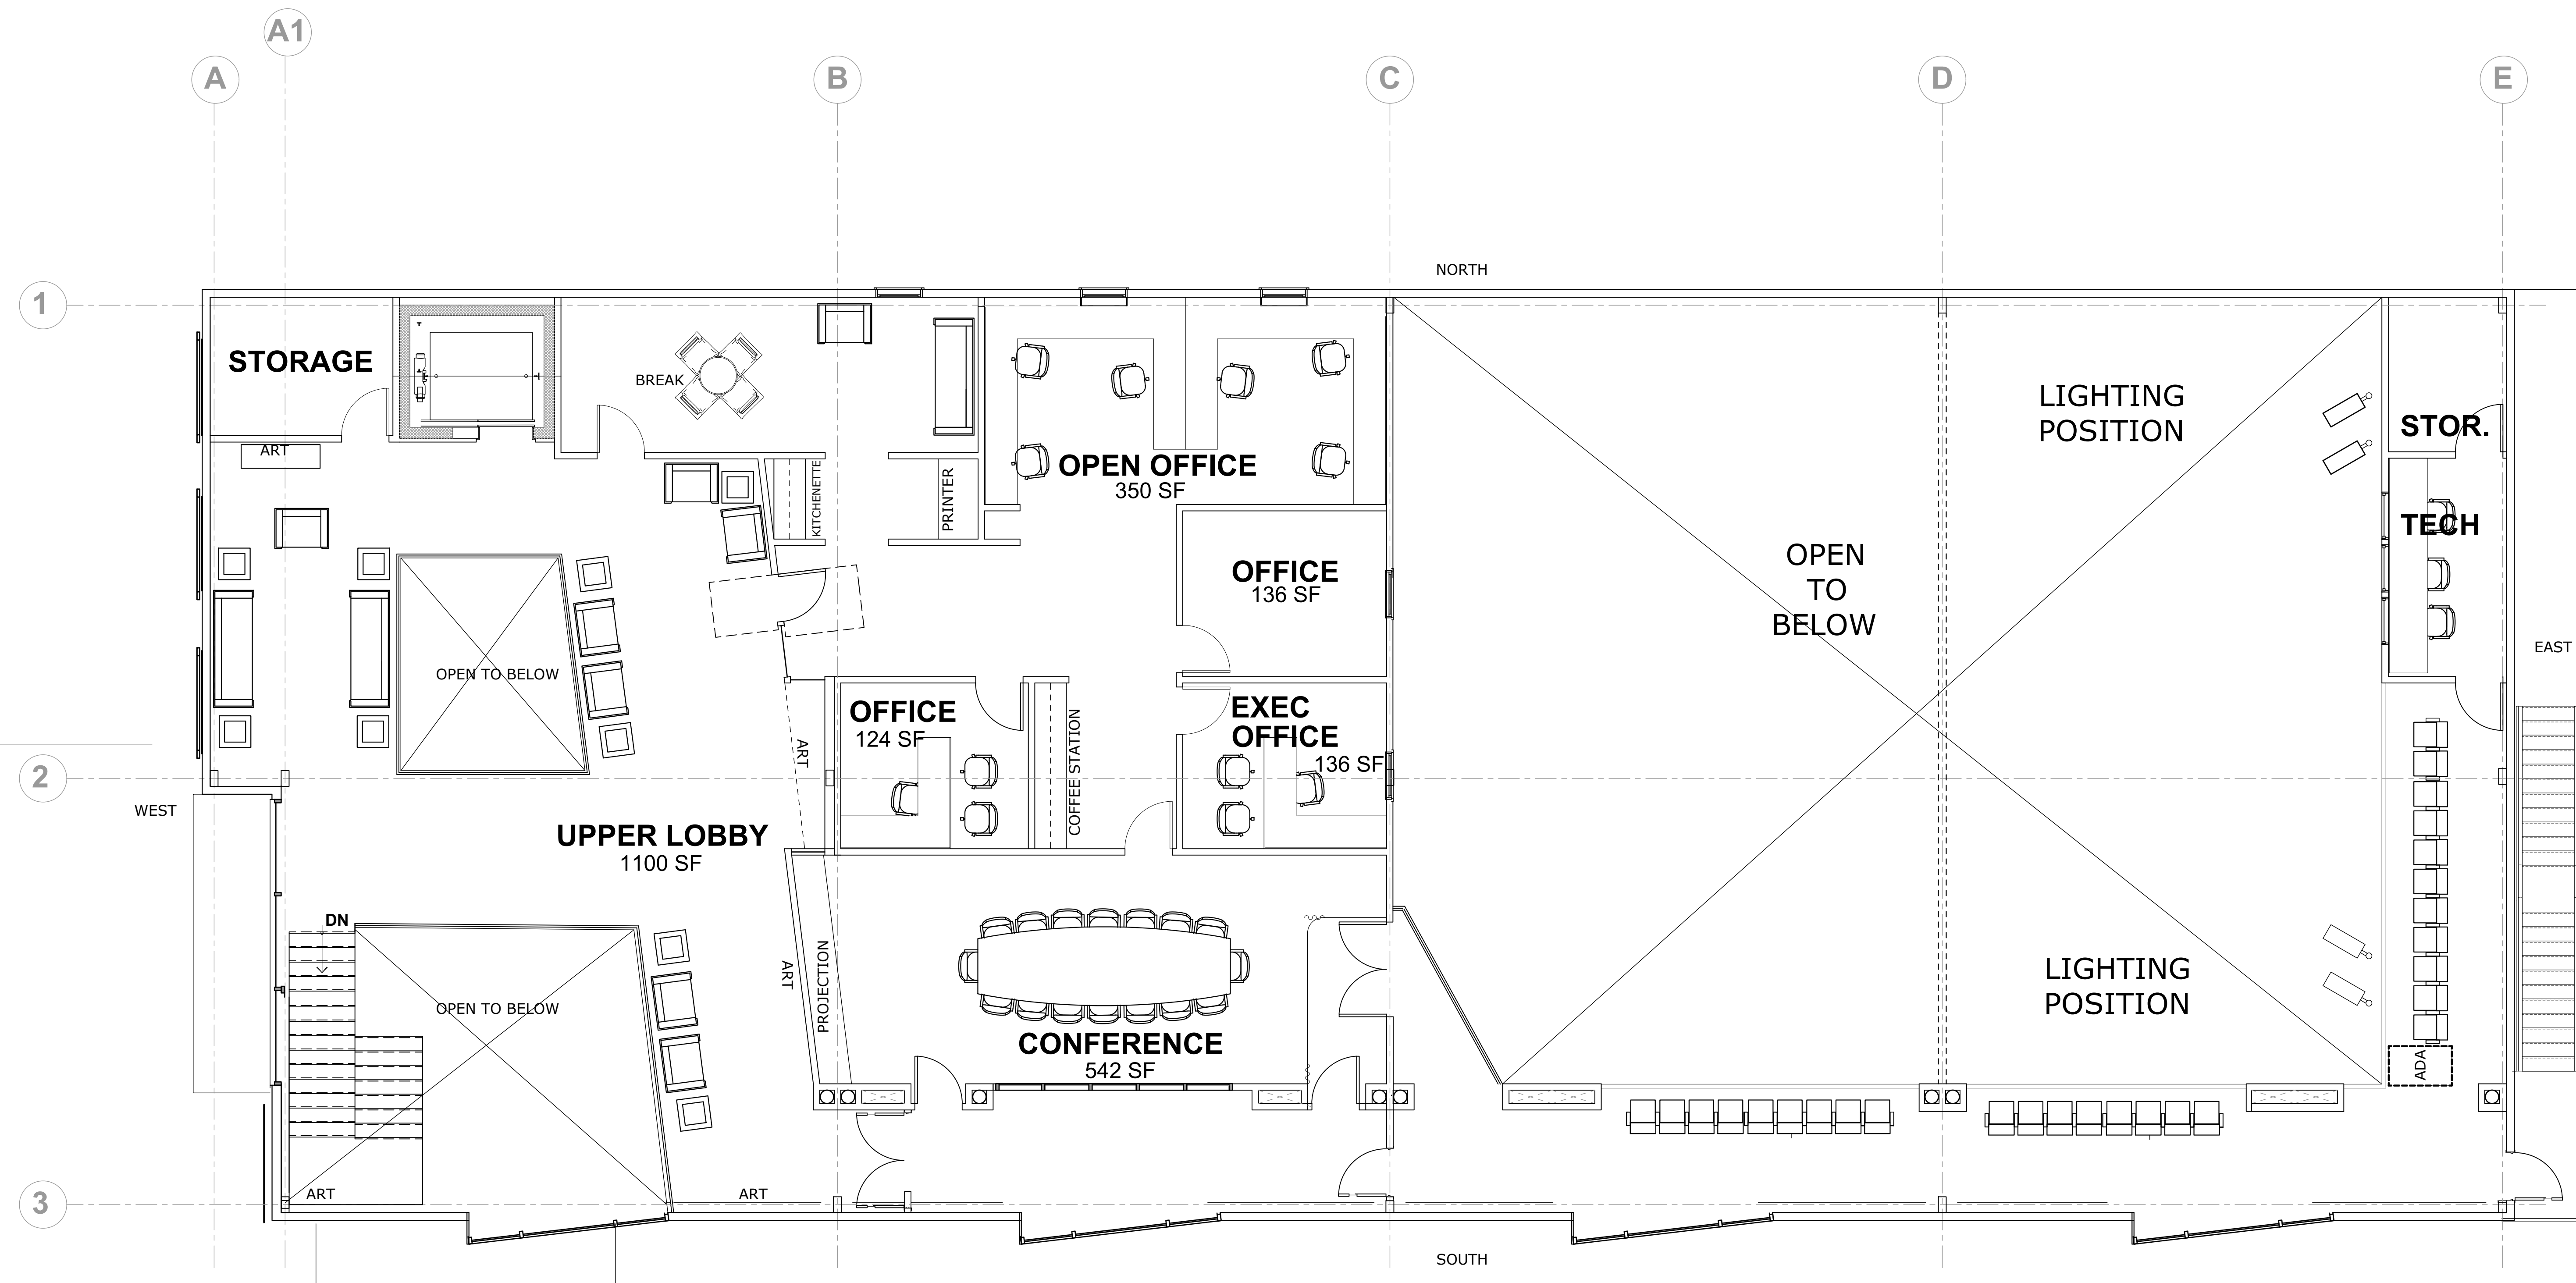 A1
A
B
C
D
E
NORTH
1
STORAGE
BREAK
LIGHTING
POSITION
STOR.
ART
OPEN OFFICE
350 SF
KITCHENETTE
PRINTER
TECH
OPEN
TO
BELOW
OFFICE
136 SF
EAST
OPEN TO BELOW
OFFICE
124 SF
EXEC
OFFICE
136 SF
ART
COFFEE STATION
2
WEST
UPPER LOBBY
1100 SF
DN
ART
PROJECTION
LIGHTING
POSITION
OPEN TO BELOW
CONFERENCE
542 SF
ADA
3
ART
ART
SOUTH